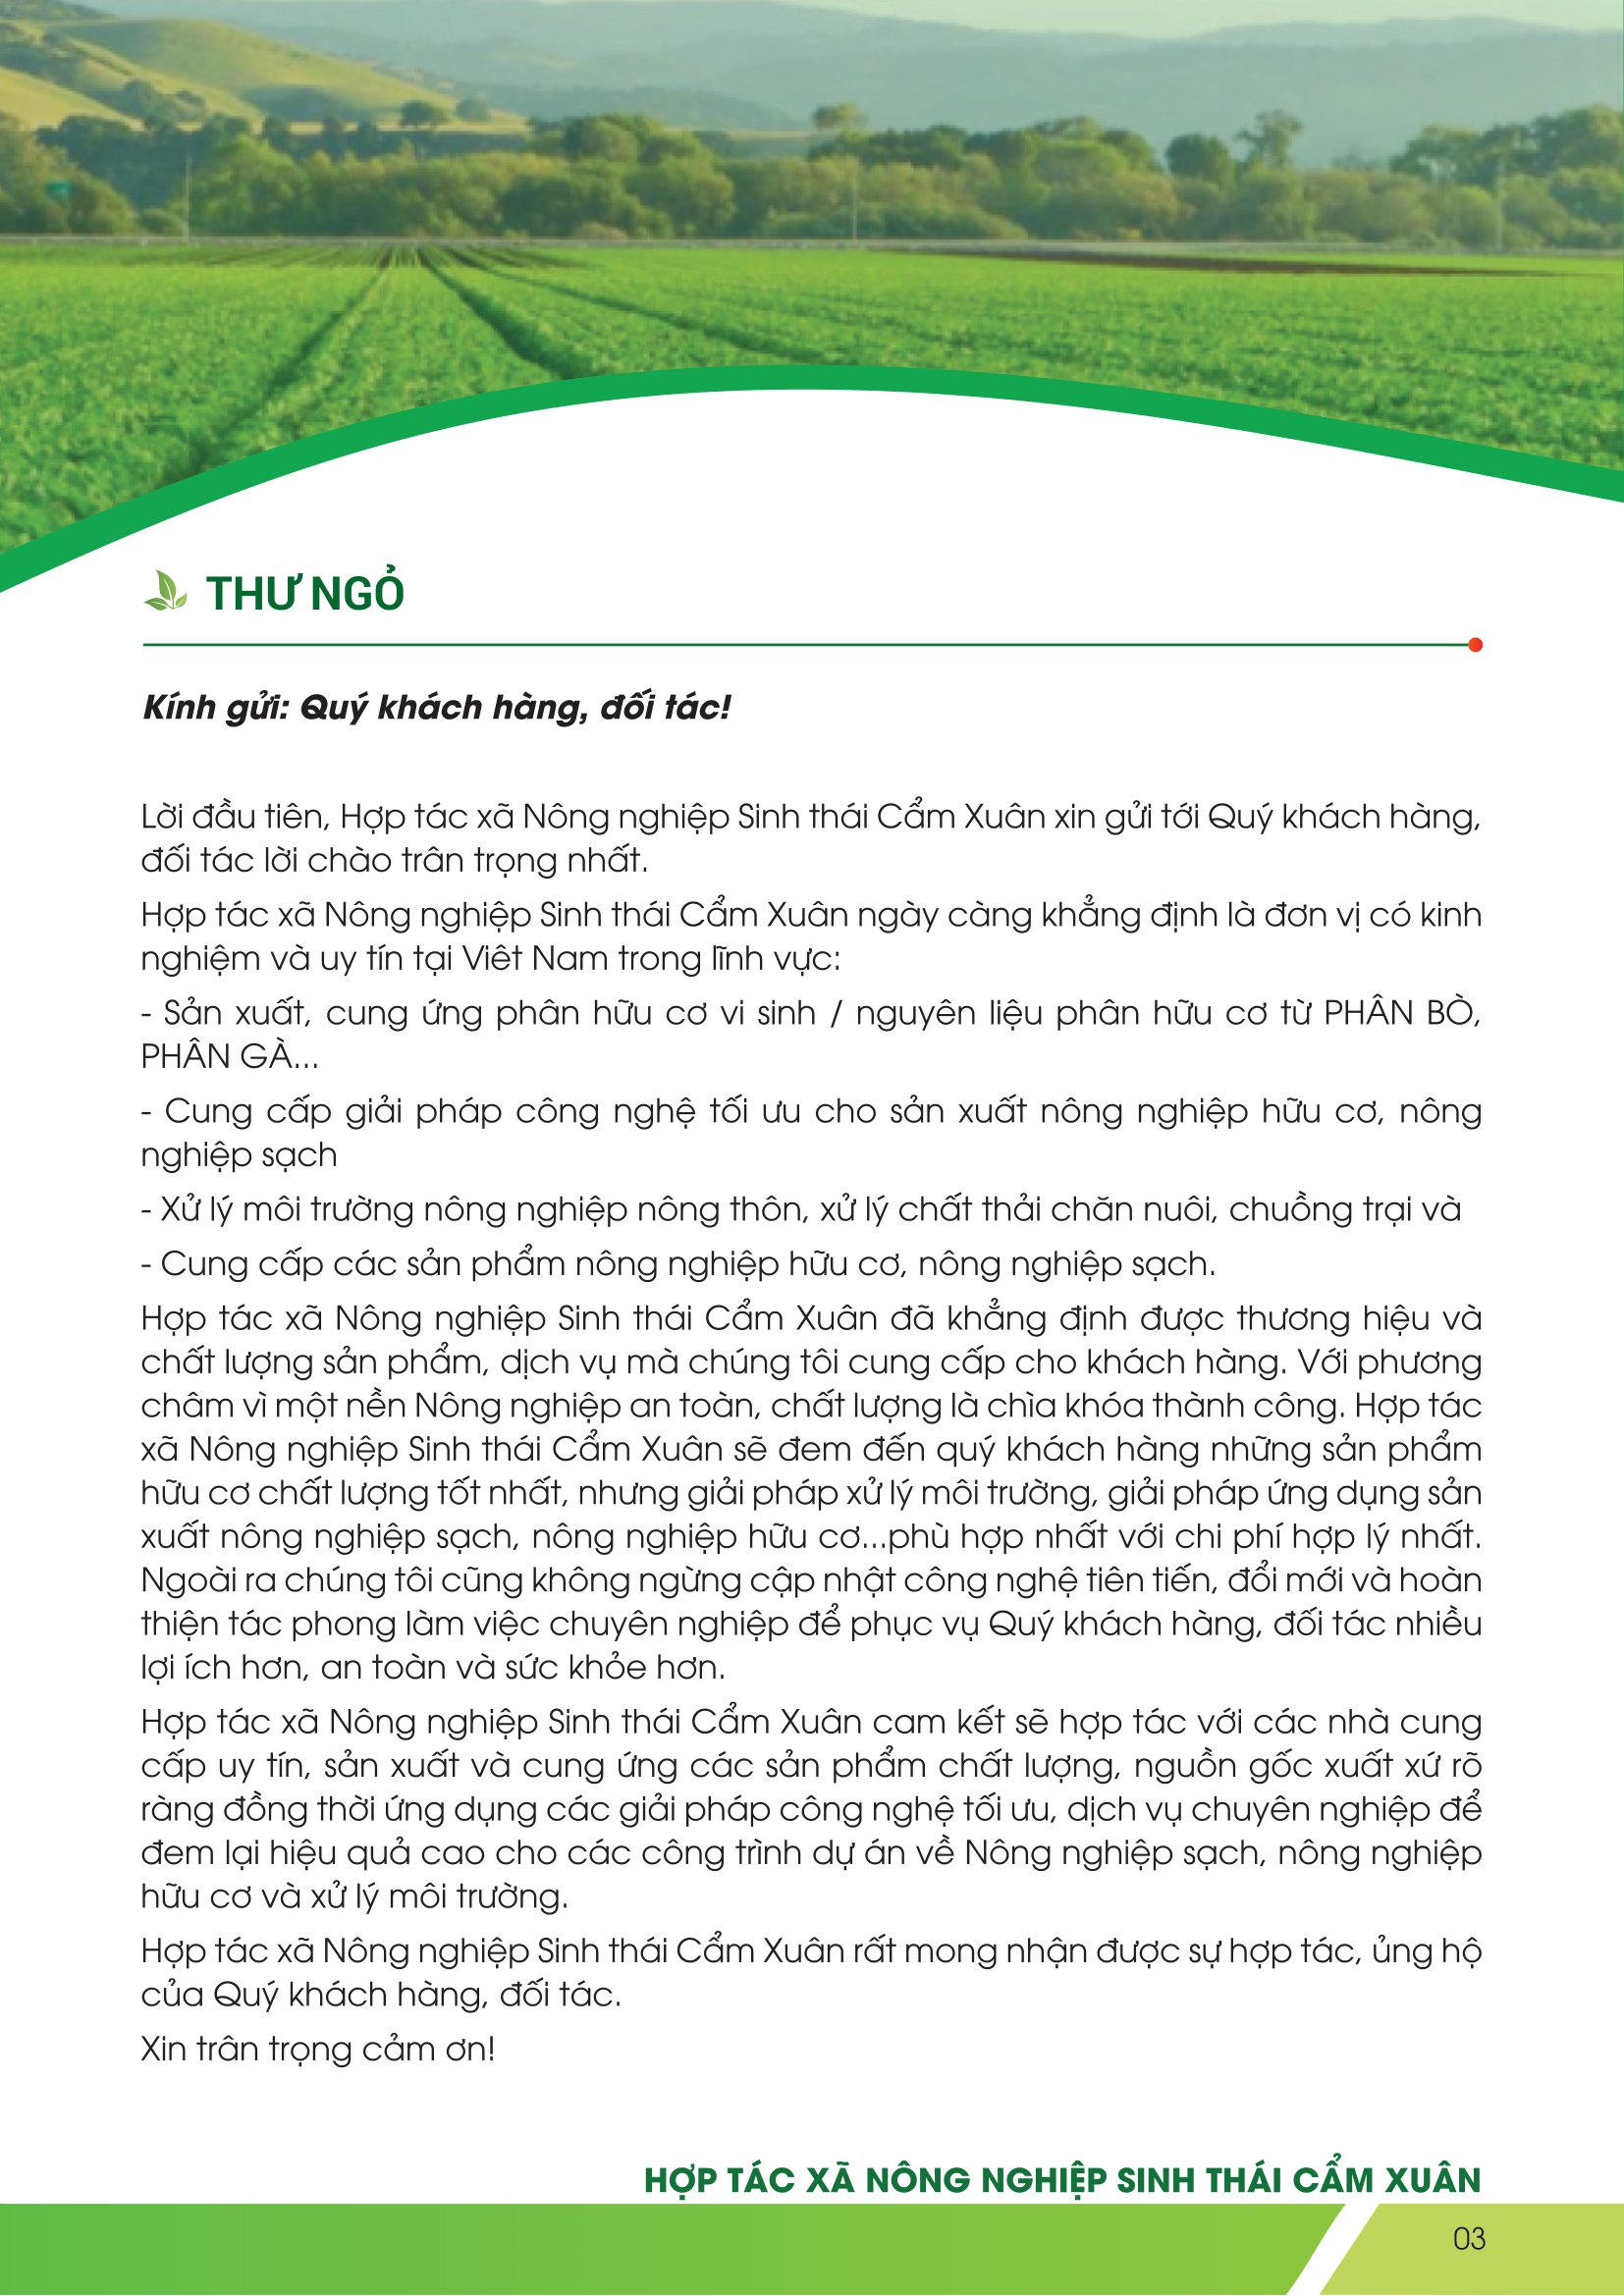 THƯ NGỎ
Kính gửi: Quý khách hàng, đối tác!
Lời đầu tiên, Hợp tác xã Nông nghiệp Sinh thái Cẩm Xuân xin gửi tới Quý khách hàng,
đối tác lời chào trân trọng nhất.
Hợp tác xã Nông nghiệp Sinh thái Cẩm Xuân ngày càng khẳng định là đơn vị có kinh
nghiệm và uy tín tại Viêt Nam trong lĩnh vực:
- Sản xuất, cung ứng phân hữu cơ vi sinh / nguyên liệu phân hữu cơ từ PHÂN BÒ,
PHÂN GÀ...
- Cung cấp giải pháp công nghệ tối ưu cho sản xuất nông nghiệp hữu cơ, nông
nghiệp sạch
- Xử lý môi trường nông nghiệp nông thôn, xử lý chất thải chăn nuôi, chuồng trại và
- Cung cấp các sản phẩm nông nghiệp hữu cơ, nông nghiệp sạch.
Hợp tác xã Nông nghiệp Sinh thái Cẩm Xuân đã khẳng định được thương hiệu và
chất lượng sản phẩm, dịch vụ mà chúng tôi cung cấp cho khách hàng. Với phương
châm vì một nền Nông nghiệp an toàn, chất lượng là chìa khóa thành công. Hợp tác
xã Nông nghiệp Sinh thái Cẩm Xuân sẽ đem đến quý khách hàng những sản phẩm
hữu cơ chất lượng tốt nhất, nhưng giải pháp xử lý môi trường, giải pháp ứng dụng sản
xuất nông nghiệp sạch, nông nghiệp hữu cơ...phù hợp nhất với chi phí hợp lý nhất.
Ngoài ra chúng tôi cũng không ngừng cập nhật công nghệ tiên tiến, đổi mới và hoàn
thiện tác phong làm việc chuyên nghiệp để phục vụ Quý khách hàng, đối tác nhiều
lợi ích hơn, an toàn và sức khỏe hơn.
Hợp tác xã Nông nghiệp Sinh thái Cẩm Xuân cam kết sẽ hợp tác với các nhà cung
cấp uy tín, sản xuất và cung ứng các sản phẩm chất lượng, nguồn gốc xuất xứ rõ
ràng đồng thời ứng dụng các giải pháp công nghệ tối ưu, dịch vụ chuyên nghiệp để
đem lại hiệu quả cao cho các công trình dự án về Nông nghiệp sạch, nông nghiệp
hữu cơ và xử lý môi trường.
Hợp tác xã Nông nghiệp Sinh thái Cẩm Xuân rất mong nhận được sự hợp tác, ủng hộ
của Quý khách hàng, đối tác.
Xin trân trọng cảm ơn!
HỢP TÁC XÃ NÔNG NGHIỆP SINH THÁI CẨM XUÂN
03